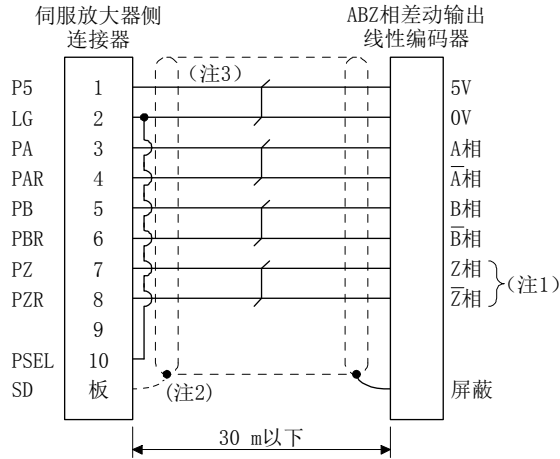 伺服放大器侧
连接器
ABZ相差动输出
线性编码器
(注3)
P5 1 5V
LG 2 0V
PA 3 A相
PAR 4 A̅相
PB 5 B相
PBR 6 B̅相
PZ 7 Z相
PZR 8 Z̅相
(注1)
9
PSEL 10
SD 板 (注2) 屏蔽
30 m以下